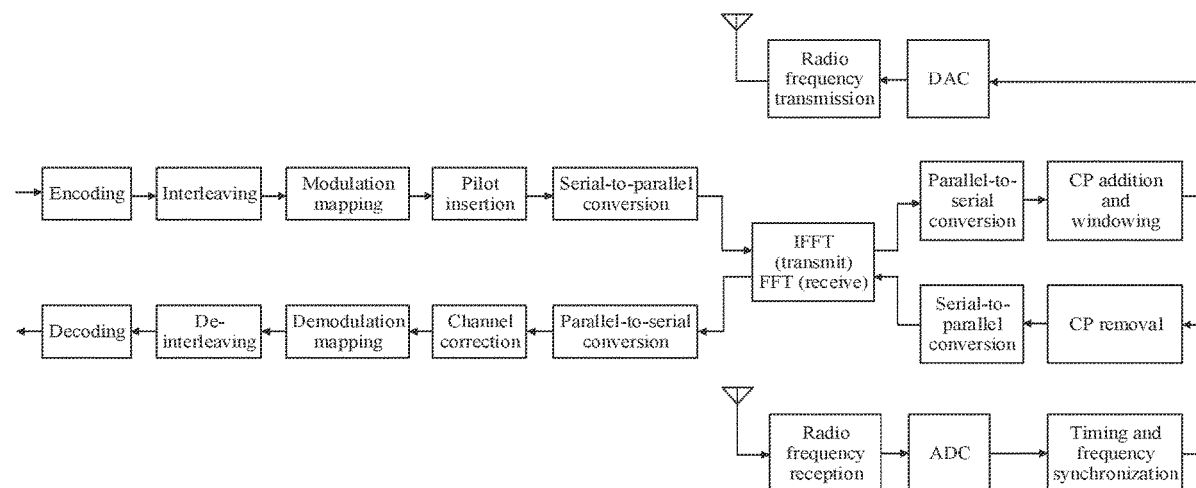 Radio
frequency
transmission
DAC
Encoding
Interleaving
Modulation
mapping
Pilot
insertion
Serial-to-parallel
conversion
IFFT
(transmit)
FFT (receive)
Parallel-to-
serial
conversion
CP addition
and
windowing
Decoding
De-
interleaving
Demodulation
mapping
Channel
correction
Parallel-to-serial
conversion
Serial-to-
parallel
conversion
CP removal
Radio
frequency
reception
ADC
Timing and
frequency
synchronization